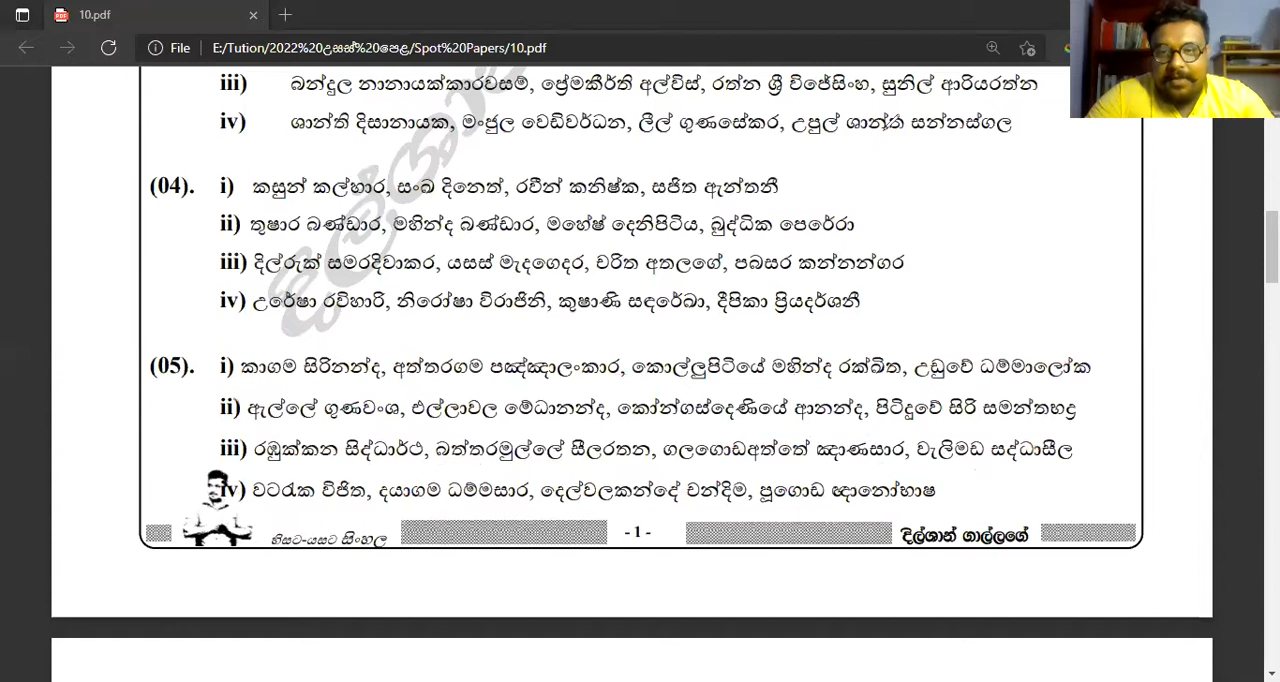 10.pdf
File E:/Tution/2022%20උසස්%20පෙළ/Spot%20Papers/10.pdf
iii) බන්දුල නානායක්කාරවසම්, ප්‍රේමකීර්ති අල්විස්, රත්න ශ්‍රී විජේසිංහ, සුනිල් ආරියරත්න
iv) ශාන්ති දිසානායක, මංජුල වෙඩිවර්ධන, ලීල් ගුණසේකර, උපුල් ශාන්ත සන්නස්ගල
(04). i) කසුන් කල්හාර, සංඛ දිනෙත්, රවීන් කනිෂ්ක, සජිත ඇන්තනී
ii) තුෂාර බණ්ඩාර, මහින්ද බණ්ඩාර, මහේෂ් දෙනිපිටිය, බුද්ධික පෙරේරා
iii) දිල්රුක් සමරදිවාකර, යසස් මැදගෙදර, චරිත අතලගේ, පබසර කන්නන්ගර
iv) උරේෂා රවිහාරි, නිරෝෂා විරාජිනි, කුෂාණි සඳරේඛා, දීපිකා ප්‍රියදර්ශනී
(05). i) කාගම සිරිනන්ද, අත්තරගම පඤ්ඤාලංකාර, කොල්ලුපිටියේ මහින්ද රක්ඛිත, උඩුවේ ධම්මාලෝක
ii) ඇල්ලේ ගුණවංශ, එල්ලාවල මේධානන්ද, කෝන්ගස්දෙණියේ ආනන්ද, පිටිදූවේ සිරි සමන්තභද්‍ර
iii) රඹුක්කන සිද්ධාර්ථ, බත්තරමුල්ලේ සීලරතන, ගලගොඩඅත්තේ ඤාණසාර, වැලිමඩ සද්ධාසීල
iv) වටරැක විජිත, දයාගම ධම්මසාර, දෙල්වලකන්දේ චන්දිම, පූගොඩ ඥානෝභාෂ
හිසට-යසට සිංහල - 1 - දිල්ශාන් ගාල්ලගේ